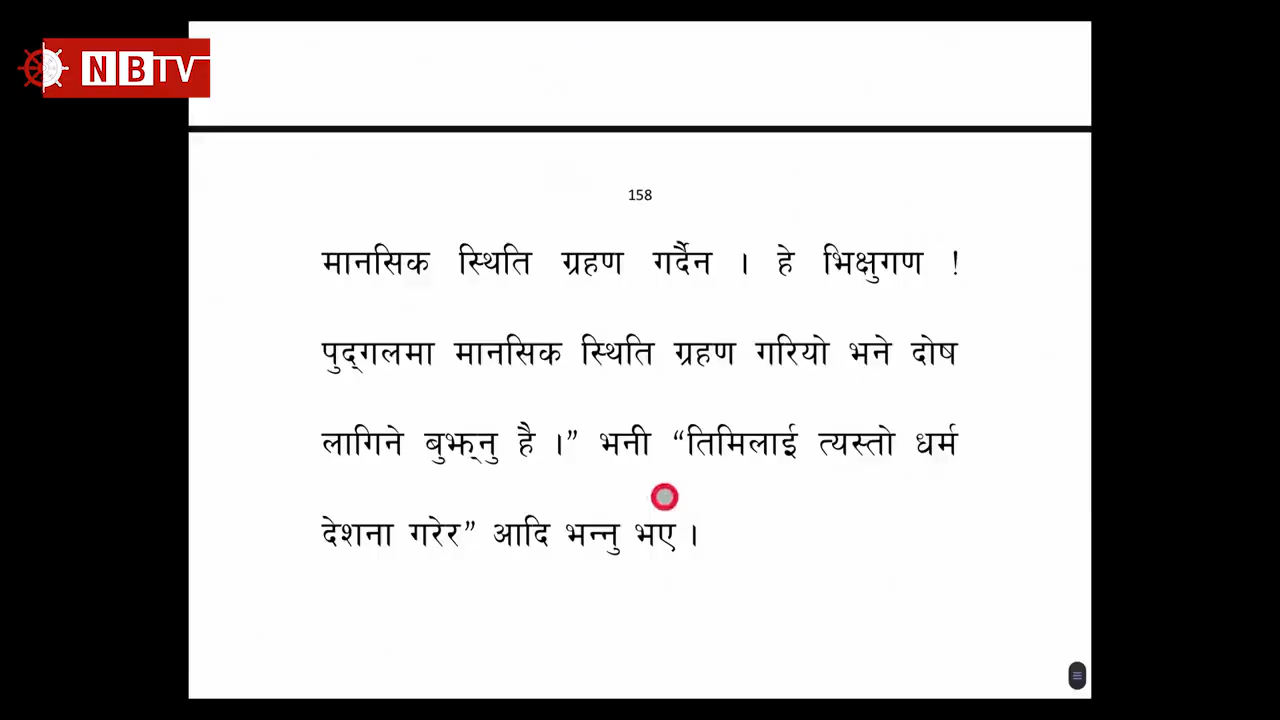 NBTV
158
मानसिक स्थिति ग्रहण गर्दैन । हे भिक्षुगण !
पुद्‌गलमा मानसिक स्थिति ग्रहण गरियो भने दोष
लागिने बुझ्‌नु है ।” भनी “तिमिलाई त्यस्तो धर्म
देशना गरेर” आदि भन्‍नु भए ।